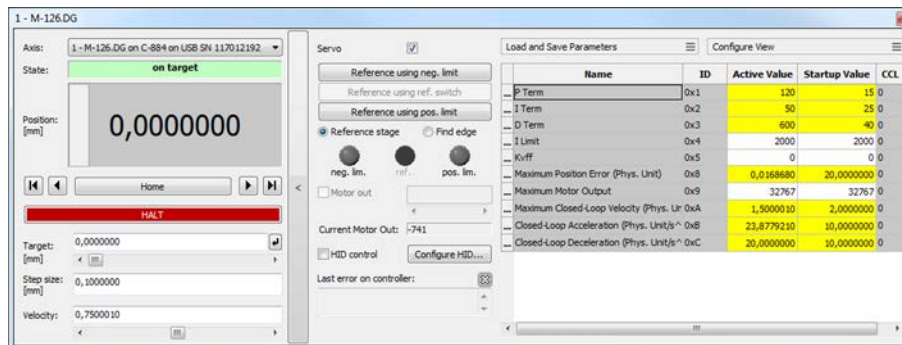 1 - M-126.DG
Axis: 1 - M-126.DG on C-884 on USB SN 117012192
State: on target
Position:
[mm]
0,0000000
Home
HALT
Target:
[mm]
0,0000000
Step size:
[mm]
0,1000000
Velocity: 0,7500010
<
Servo
Reference using neg. limit
Reference using ref. switch
Reference using pos. limit
Reference stage Find edge
neg. lim. ref. pos. lim.
Motor out
Current Motor Out: -741
HID control Configure HID...
Last error on controller:
Load and Save Parameters Configure View
Name ID Active Value Startup Value CCL
... P Term 0x1 120 15 0
... I Term 0x2 50 25 0
... D Term 0x3 600 40 0
... I Limit 0x4 2000 2000 0
... Kvff 0x5 0 0 0
... Maximum Position Error (Phys. Unit) 0x8 0,0168680 20,0000000 0
... Maximum Motor Output 0x9 32767 32767 0
... Maximum Closed-Loop Velocity (Phys. Ur 0xA 1,5000010 2,0000000 0
... Closed-Loop Acceleration (Phys. Unit/s^ 0xB 23,8779210 10,0000000 0
... Closed-Loop Deceleration (Phys. Unit/s^ 0xC 20,0000000 10,0000000 0